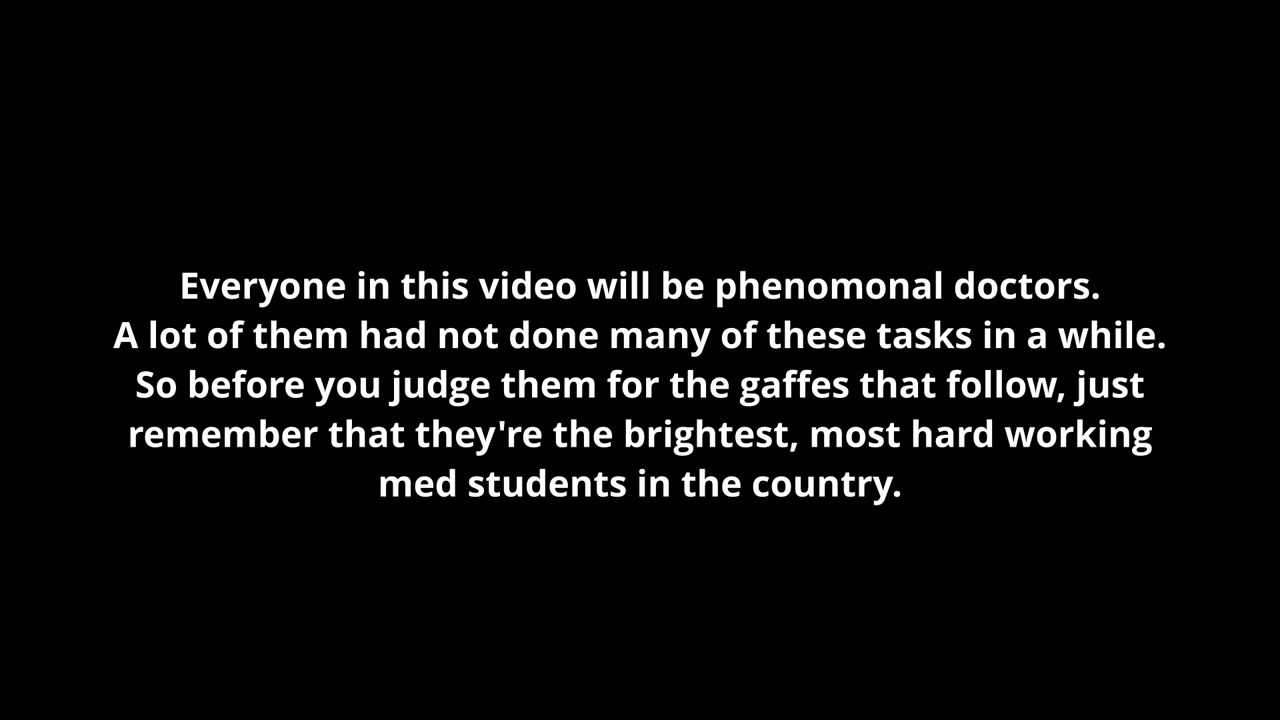 Everyone in this video will be phenomonal doctors.
A lot of them had not done many of these tasks in a while.
So before you judge them for the gaffes that follow, just
remember that they're the brightest, most hard working
med students in the country.